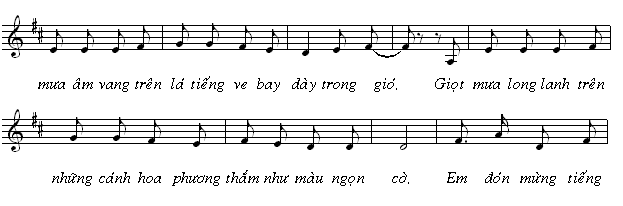 mưa âm vang trên lá tiếng ve bay dày trong gió. Giọt mưa long lanh trên
những cánh hoa phương thắm như màu ngọn cờ. Em đón mừng tiếng